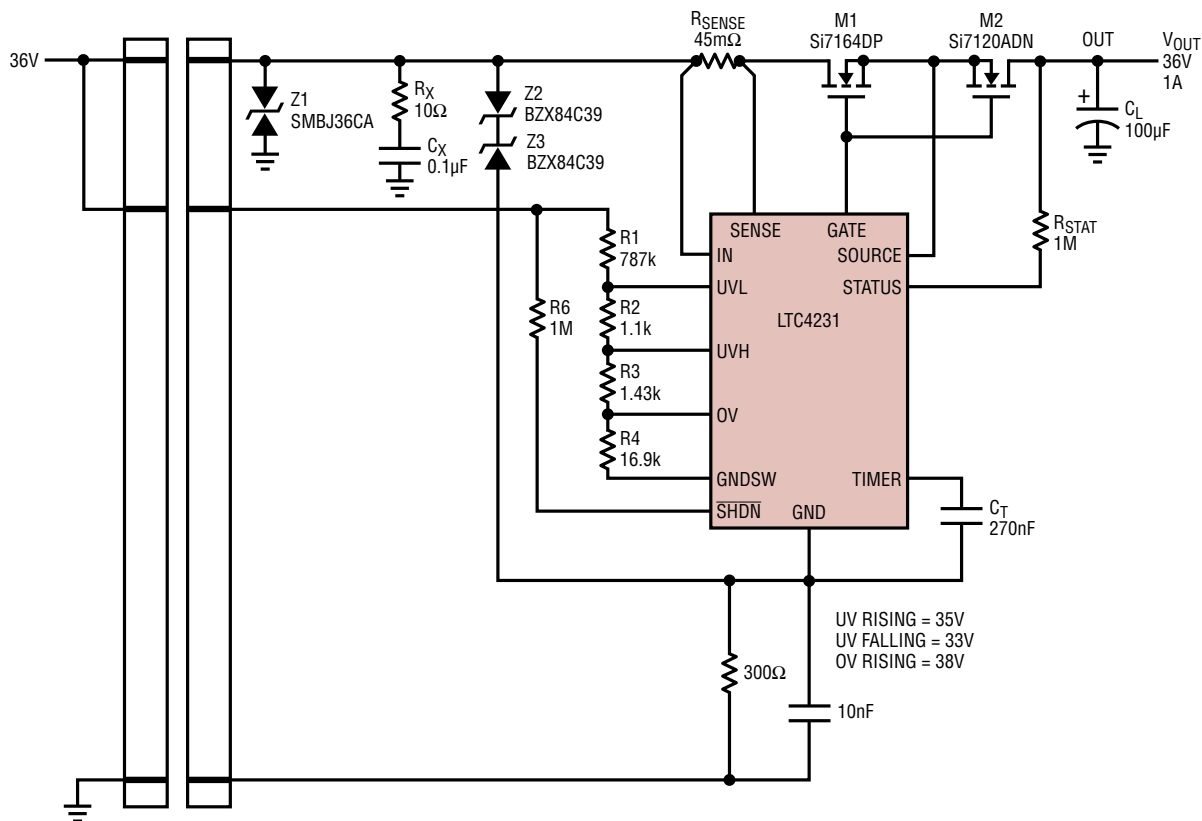 36V
Z1
SMBJ36CA
RX
10Ω
CX
0.1µF
Z2
BZX84C39
Z3
BZX84C39
RSENSE
45mΩ
M1
Si7164DP
M2
Si7120ADN
OUT
VOUT
36V
1A
+
CL
100µF
RSTAT
1M
R1
787k
R2
1.1k
R3
1.43k
R4
16.9k
R6
1M
SENSE
GATE
IN
SOURCE
UVL
STATUS
LTC4231
UVH
OV
GNDSW
TIMER
SHDN
GND
CT
270nF
UV RISING = 35V
UV FALLING = 33V
OV RISING = 38V
300Ω
10nF